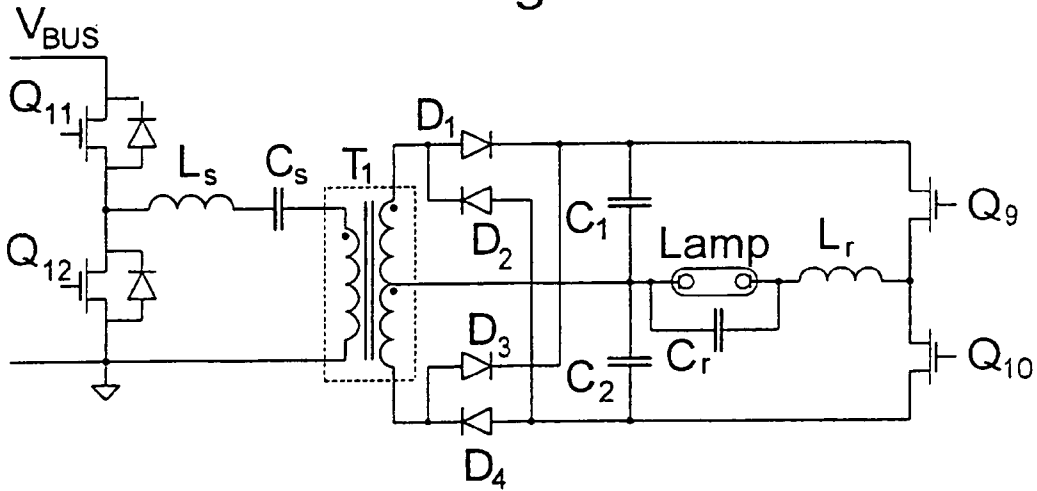 V_BUS
Q_11
Q_12
L_s
C_s
T_1
D_1
D_2
D_3
D_4
C_1
C_2
Lamp
C_r
L_r
Q_9
Q_10